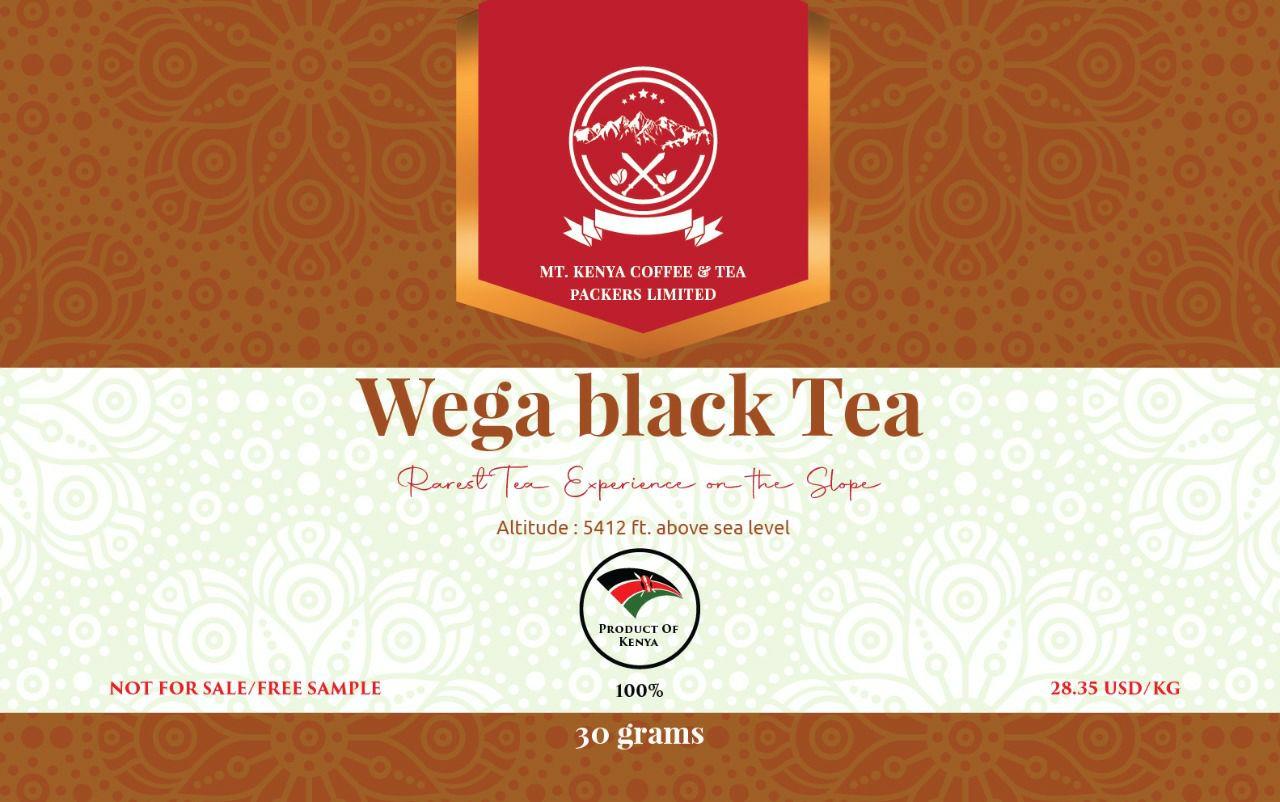 MT. KENYA COFFEE & TEA
PACKERS LIMITED
Wega black Tea
Rarest Tea Experience on the Slope
Altitude : 5412 ft. above sea level
PRODUCT OF
KENYA
NOT FOR SALE/FREE SAMPLE
100%
28.35 USD/KG
30 grams